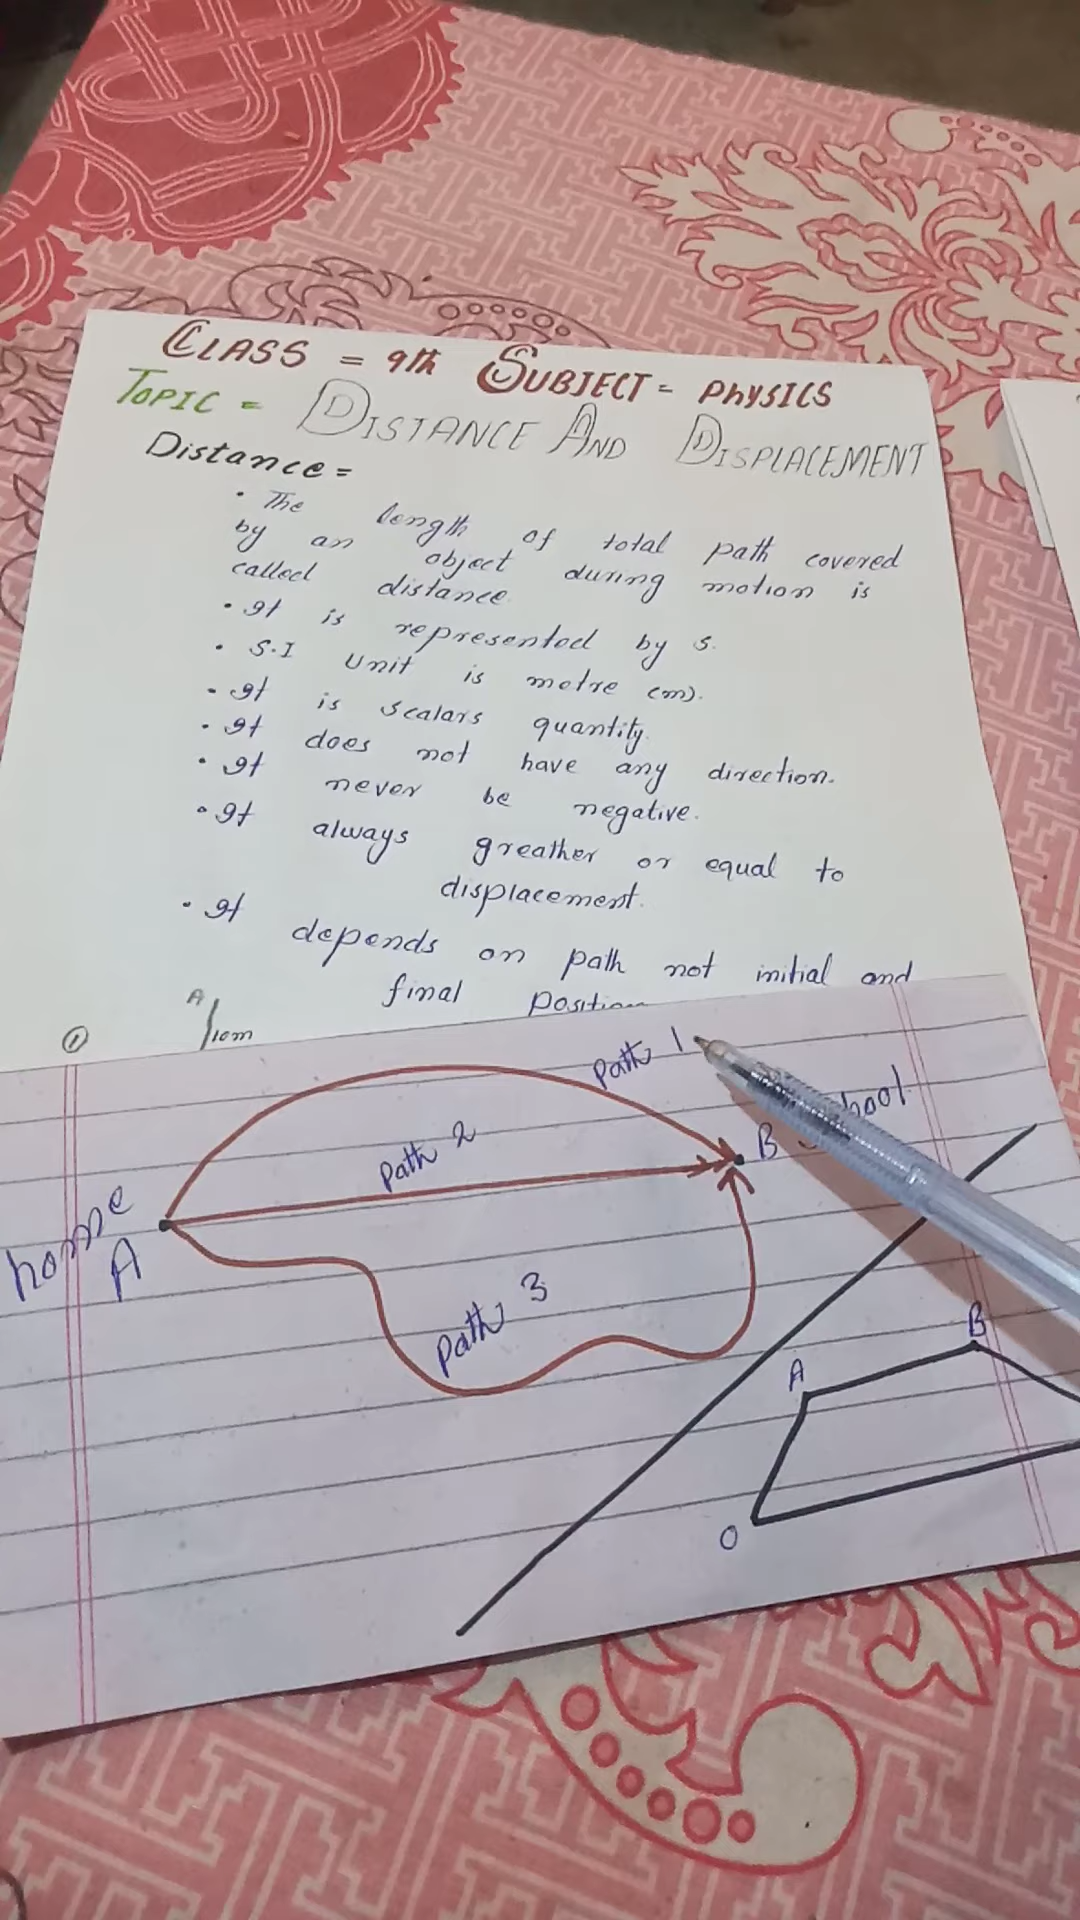 CLASS = 9th SUBJECT = PhYSICS
TOPIC = DISTANCE AND DISPLACEMENT
Distance =
• The length of total path covered
by an object during motion is
called distance.
• It is represented by s.
• S.I Unit is metre (m).
• It is scalars quantity.
• It does not have any direction.
• It never be negative.
• It always greather or equal to
displacement.
• It depends on path not initial and
final position
① A
10m
Path 1
Path 2
B
home
A
Path 3
B
A
O